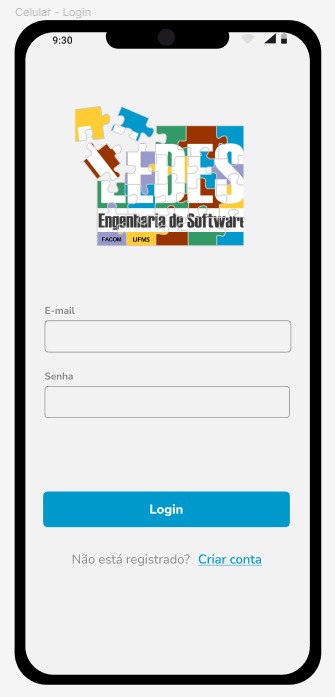 Celular - Login
9:30
LEDES
Engenharia de Software
FACOM UFMS
E-mail
Senha
Login
Não está registrado? Criar conta